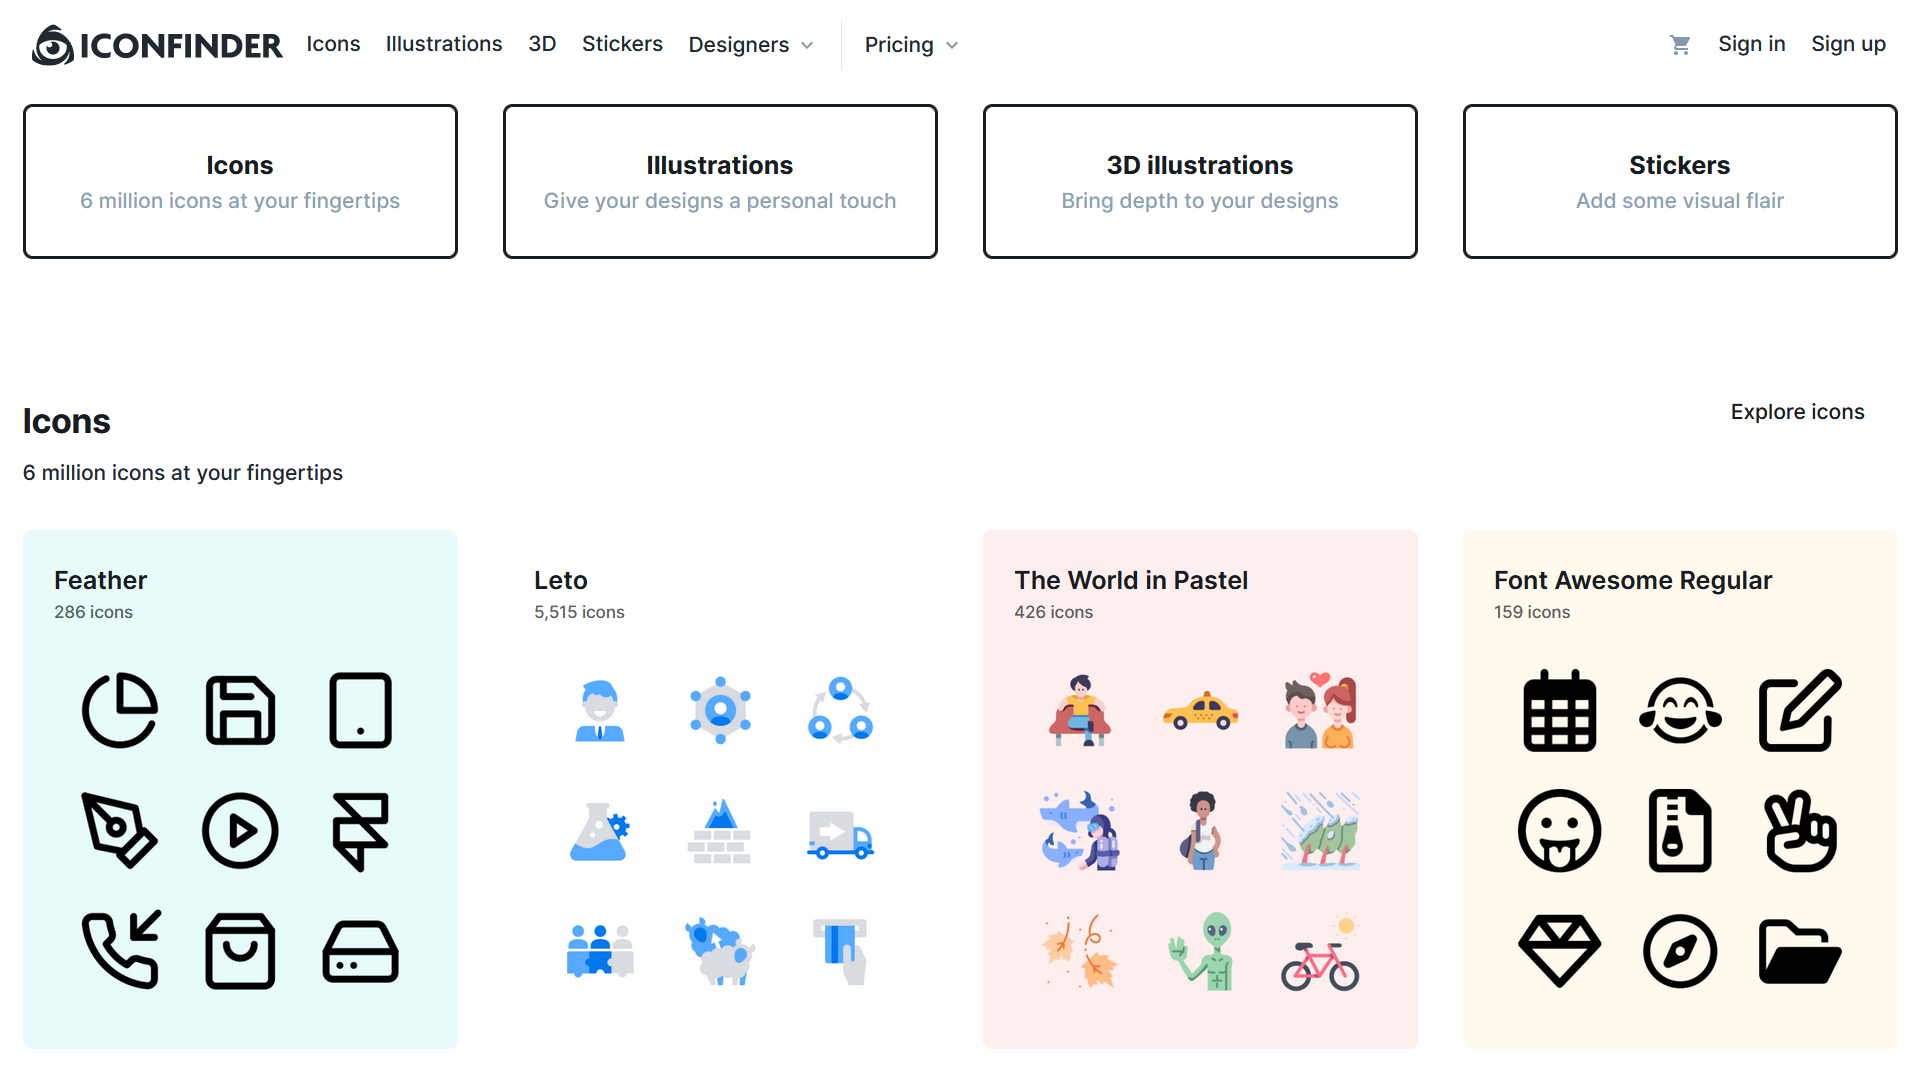 ICONFINDER Icons Illustrations 3D Stickers Designers Pricing Sign in Sign up
Icons
6 million icons at your fingertips
Illustrations
Give your designs a personal touch
3D illustrations
Bring depth to your designs
Stickers
Add some visual flair
Icons
Explore icons
6 million icons at your fingertips
Feather
286 icons
Leto
5,515 icons
The World in Pastel
426 icons
Font Awesome Regular
159 icons